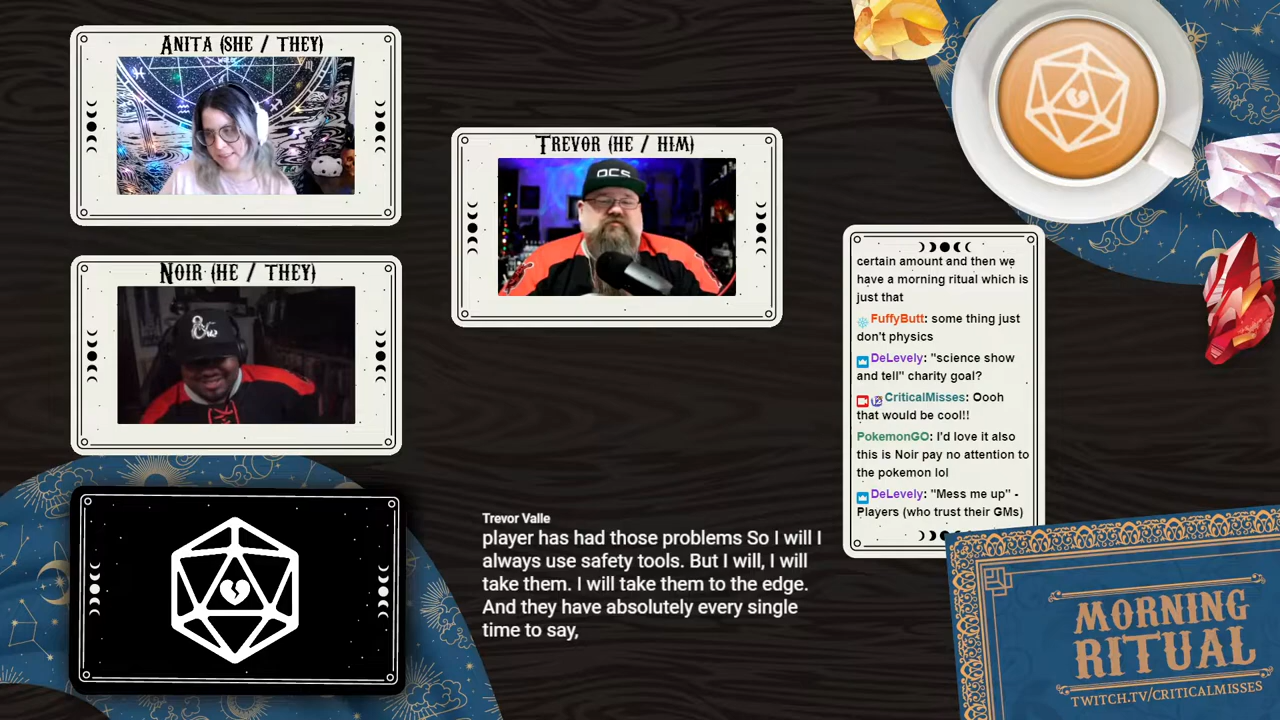 ANITA (SHE / THEY)
NOIR (HE / THEY)
TREVOR (HE / HIM)
OCS
certain amount and then we
have a morning ritual which is
just that
FuffyButt: some thing just
don't physics
DeLevely: "science show
and tell" charity goal?
CriticalMisses: Oooh
that would be cool!!
PokemonGO: I'd love it also
this is Noir pay no attention to
the pokemon lol
DeLevely: "Mess me up" -
Players (who trust their GMs)
Trevor Valle
player has had those problems So I will I
always use safety tools. But I will, I will
take them. I will take them to the edge.
And they have absolutely every single
time to say,
MORNING
RITUAL
TWITCH.TV/CRITICALMISSES